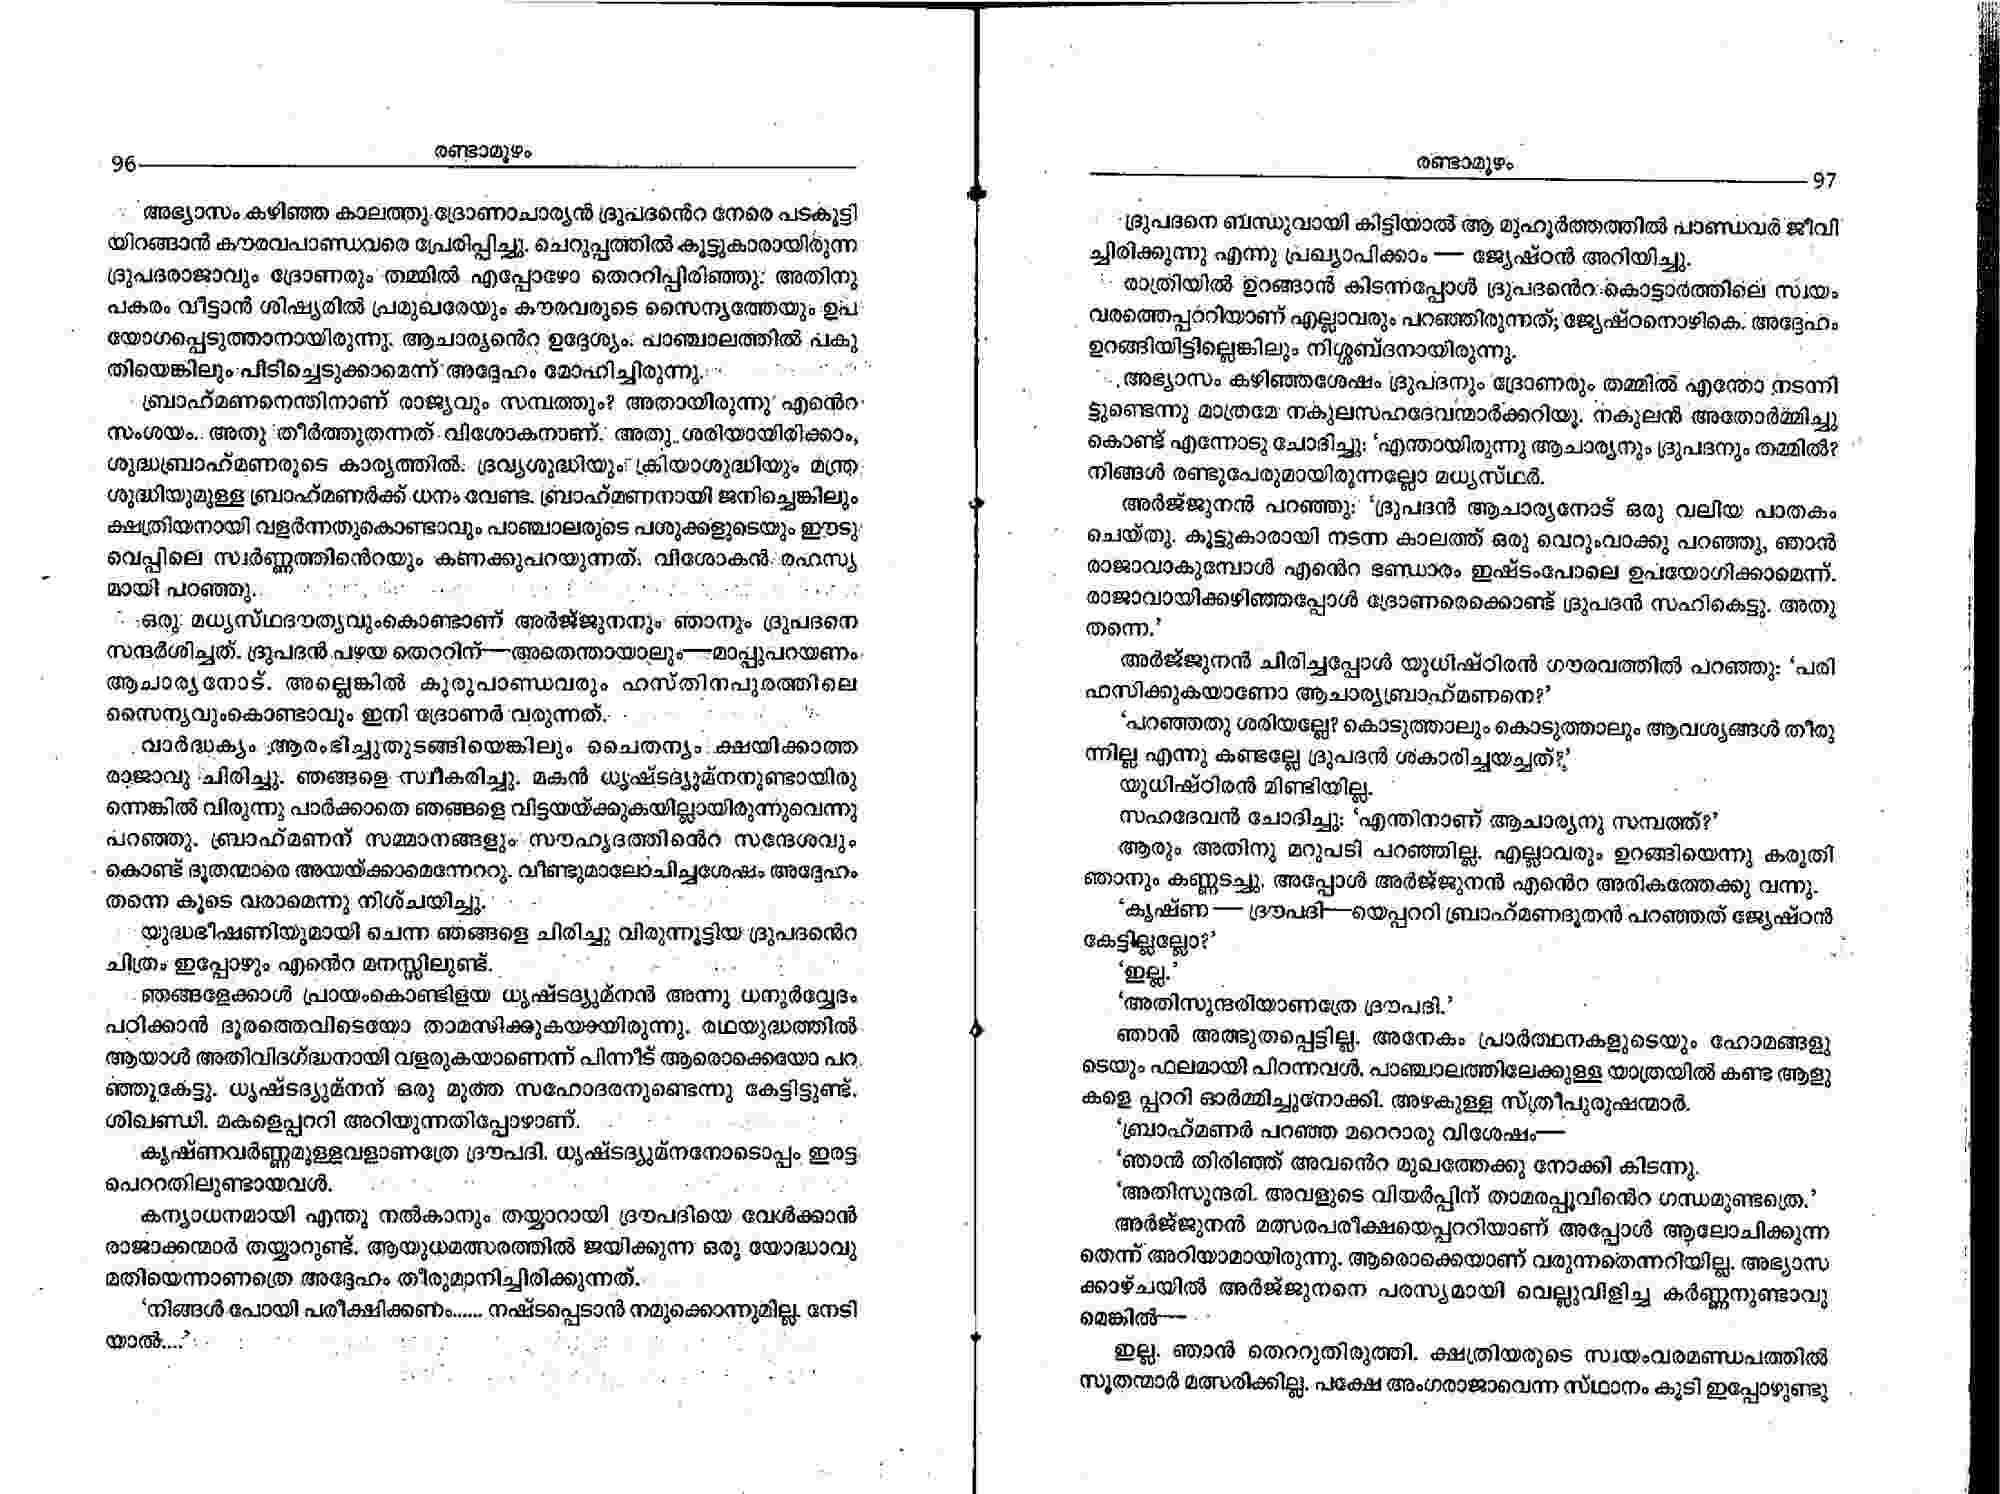 രണ്ടാമൂഴം
96
അഭ്യാസം കഴിഞ്ഞ കാലത്തു ദ്രോണാചാര്യൻ ദ്രുപദന്റെ നേരെ പടകൂട്ടി
യിറങ്ങാൻ കൗരവപാണ്ഡവരെ പ്രേരിപ്പിച്ചു. ചെറുപ്പത്തിൽ കൂട്ടുകാരായിരുന്ന
ദ്രുപദരാജാവും ദ്രോണരും തമ്മിൽ എപ്പോഴോ തെററിപ്പിരിഞ്ഞു. അതിനു
പകരം വീട്ടാൻ ശിഷ്യരിൽ പ്രമുഖരേയും കൗരവരുടെ സൈന്യത്തേയും ഉപ
യോഗപ്പെടുത്താനായിരുന്നു. ആചാര്യന്റെ ഉദ്ദേശ്യം. പാഞ്ചാലത്തിൽ പകു
തിയെങ്കിലും പിടിച്ചെടുക്കാമെന്ന് അദ്ദേഹം മോഹിച്ചിരുന്നു.
ബ്രാഹ്മണനെന്തിനാണ് രാജ്യവും സമ്പത്തും? അതായിരുന്നു എന്റെ
സംശയം. അതു തീർത്തുതന്നത് വിശോകനാണ്. അതു ശരിയായിരിക്കാം,
ശുദ്ധബ്രാഹ്മണരുടെ കാര്യത്തിൽ. ദ്രവ്യശുദ്ധിയും ക്രിയാശുദ്ധിയും മന്ത്ര
ശുദ്ധിയുമുള്ള ബ്രാഹ്മണർക്ക് ധനം വേണ്ട. ബ്രാഹ്മണനായി ജനിച്ചെങ്കിലും
ക്ഷത്രിയനായി വളർന്നതുകൊണ്ടാവും പാഞ്ചാലരുടെ പശുക്കളുടെയും ഈടു
വെപ്പിലെ സ്വർണ്ണത്തിന്റെയും കണക്കുപറയുന്നത്. വിശോകൻ രഹസ്യ
മായി പറഞ്ഞു.
ഒരു മധ്യസ്ഥദൗത്യവുംകൊണ്ടാണ് അർജ്ജുനനും ഞാനും ദ്രുപദനെ
സന്ദർശിച്ചത്. ദ്രുപദൻ പഴയ തെററിന്—അതെന്തായാലും—മാപ്പുപറയണം
ആചാര്യനോട്. അല്ലെങ്കിൽ കുരുപാണ്ഡവരും ഹസ്തിനപുരത്തിലെ
സൈന്യവുംകൊണ്ടാവും ഇനി ദ്രോണർ വരുന്നത്.
വാർദ്ധക്യം ആരംഭിച്ചുതുടങ്ങിയെങ്കിലും ചൈതന്യം ക്ഷയിക്കാത്ത
രാജാവു ചിരിച്ചു. ഞങ്ങളെ സ്വീകരിച്ചു. മകൻ ധൃഷ്ടദ്യുമ്നനുണ്ടായിരു
ന്നെങ്കിൽ വിരുന്നു പാർക്കാതെ ഞങ്ങളെ വിട്ടയയ്ക്കുകയില്ലായിരുന്നുവെന്നു
പറഞ്ഞു. ബ്രാഹ്മണന് സമ്മാനങ്ങളും സൗഹൃദത്തിന്റെ സന്ദേശവും
കൊണ്ട് ദൂതന്മാരെ അയയ്ക്കാമെന്നേററു. വീണ്ടുമാലോചിച്ചശേഷം അദ്ദേഹം
തന്നെ കൂടെ വരാമെന്നു നിശ്ചയിച്ചു.
യുദ്ധഭീഷണിയുമായി ചെന്ന ഞങ്ങളെ ചിരിച്ചു വിരുന്നൂട്ടിയ ദ്രുപദന്റെ
ചിത്രം ഇപ്പോഴും എന്റെ മനസ്സിലുണ്ട്.
ഞങ്ങളേക്കാൾ പ്രായംകൊണ്ടിളയ ധൃഷ്ടദ്യുമ്നൻ അന്നു ധനുർവ്വേദം
പഠിക്കാൻ ദൂരത്തെവിടെയോ താമസിക്കുകയായിരുന്നു. രഥയുദ്ധത്തിൽ
ആയാൾ അതിവിദഗ്ദ്ധനായി വളരുകയാണെന്ന് പിന്നീട് ആരൊക്കെയോ പറ
ഞ്ഞുകേട്ടു. ധൃഷ്ടദ്യുമ്നന് ഒരു മൂത്ത സഹോദരനുണ്ടെന്നു കേട്ടിട്ടുണ്ട്.
ശിഖണ്ഡി. മകളെപ്പററി അറിയുന്നതിപ്പോഴാണ്.
കൃഷ്ണവർണ്ണമുള്ളവളാണത്രേ ദ്രൗപദി. ധൃഷ്ടദ്യുമ്നനോടൊപ്പം ഇരട്ട
പെററതിലുണ്ടായവൾ.
കന്യാധനമായി എന്തു നൽകാനും തയ്യാറായി ദ്രൗപദിയെ വേൾക്കാൻ
രാജാക്കന്മാർ തയ്യാറുണ്ട്. ആയുധമത്സരത്തിൽ ജയിക്കുന്ന ഒരു യോദ്ധാവു
മതിയെന്നാണത്രെ അദ്ദേഹം തീരുമാനിച്ചിരിക്കുന്നത്.
‘നിങ്ങൾ പോയി പരീക്ഷിക്കണം...... നഷ്ടപ്പെടാൻ നമുക്കൊന്നുമില്ല. നേടി
യാൽ....’
രണ്ടാമൂഴം
97
ദ്രുപദനെ ബന്ധുവായി കിട്ടിയാൽ ആ മുഹൂർത്തത്തിൽ പാണ്ഡവർ ജീവി
ച്ചിരിക്കുന്നു എന്നു പ്രഖ്യാപിക്കാം — ജ്യേഷ്ഠൻ അറിയിച്ചു.
രാത്രിയിൽ ഉറങ്ങാൻ കിടന്നപ്പോൾ ദ്രുപദന്റെ കൊട്ടാരത്തിലെ സ്വയം
വരത്തെപ്പററിയാണ് എല്ലാവരും പറഞ്ഞിരുന്നത്; ജ്യേഷ്ഠനൊഴികെ. അദ്ദേഹം
ഉറങ്ങിയിട്ടില്ലെങ്കിലും നിശ്ശബ്ദനായിരുന്നു.
അഭ്യാസം കഴിഞ്ഞശേഷം ദ്രുപദനും ദ്രോണരും തമ്മിൽ എന്തോ നടന്നി
ട്ടുണ്ടെന്നു മാത്രമേ നകുലസഹദേവന്മാർക്കറിയൂ. നകുലൻ അതോർമ്മിച്ചു
കൊണ്ട് എന്നോടു ചോദിച്ചു: ‘എന്തായിരുന്നു ആചാര്യനും ദ്രുപദനും തമ്മിൽ?
നിങ്ങൾ രണ്ടുപേരുമായിരുന്നല്ലോ മധ്യസ്ഥർ.
അർജ്ജുനൻ പറഞ്ഞു: ‘ദ്രുപദൻ ആചാര്യനോട് ഒരു വലിയ പാതകം
ചെയ്തു. കൂട്ടുകാരായി നടന്ന കാലത്ത് ഒരു വെറുംവാക്കു പറഞ്ഞു, ഞാൻ
രാജാവാകുമ്പോൾ എന്റെ ഭണ്ഡാരം ഇഷ്ടംപോലെ ഉപയോഗിക്കാമെന്ന്.
രാജാവായിക്കഴിഞ്ഞപ്പോൾ ദ്രോണരെക്കൊണ്ട് ദ്രുപദൻ സഹികെട്ടു. അതു
തന്നെ.’
അർജ്ജുനൻ ചിരിച്ചപ്പോൾ യുധിഷ്ഠിരൻ ഗൗരവത്തിൽ പറഞ്ഞു: ‘പരി
ഹസിക്കുകയാണോ ആചാര്യബ്രാഹ്മണനെ?’
‘പറഞ്ഞതു ശരിയല്ലേ? കൊടുത്താലും കൊടുത്താലും ആവശ്യങ്ങൾ തീരു
ന്നില്ല എന്നു കണ്ടല്ലേ ദ്രുപദൻ ശകാരിച്ചയച്ചത്?’
യുധിഷ്ഠിരൻ മിണ്ടിയില്ല.
സഹദേവൻ ചോദിച്ചു: ‘എന്തിനാണ് ആചാര്യനു സമ്പത്ത്?’
ആരും അതിനു മറുപടി പറഞ്ഞില്ല. എല്ലാവരും ഉറങ്ങിയെന്നു കരുതി
ഞാനും കണ്ണടച്ചു. അപ്പോൾ അർജ്ജുനൻ എന്റെ അരികത്തേക്കു വന്നു.
‘കൃഷ്ണ — ദ്രൗപദി—യെപ്പററി ബ്രാഹ്മണദൂതൻ പറഞ്ഞത് ജ്യേഷ്ഠൻ
കേട്ടില്ലല്ലോ?’
‘ഇല്ല.’
‘അതിസുന്ദരിയാണത്രേ ദ്രൗപദി.’
ഞാൻ അത്ഭുതപ്പെട്ടില്ല. അനേകം പ്രാർത്ഥനകളുടെയും ഹോമങ്ങളു
ടെയും ഫലമായി പിറന്നവൾ. പാഞ്ചാലത്തിലേക്കുള്ള യാത്രയിൽ കണ്ട ആളു
കളെ പ്പററി ഓർമ്മിച്ചുനോക്കി. അഴകുള്ള സ്ത്രീപുരുഷന്മാർ.
‘ബ്രാഹ്മണർ പറഞ്ഞ മറെറാരു വിശേഷം—
‘ഞാൻ തിരിഞ്ഞ് അവന്റെ മുഖത്തേക്കു നോക്കി കിടന്നു.
‘അതിസുന്ദരി. അവളുടെ വിയർപ്പിന് താമരപ്പൂവിന്റെ ഗന്ധമുണ്ടത്രെ.’
അർജ്ജുനൻ മത്സരപരീക്ഷയെപ്പററിയാണ് അപ്പോൾ ആലോചിക്കുന്ന
തെന്ന് അറിയാമായിരുന്നു. ആരൊക്കെയാണ് വരുന്നതെന്നറിയില്ല. അഭ്യാസ
ക്കാഴ്ചയിൽ അർജ്ജുനനെ പരസ്യമായി വെല്ലുവിളിച്ച കർണ്ണനുണ്ടാവു
മെങ്കിൽ—
ഇല്ല. ഞാൻ തെററുതിരുത്തി. ക്ഷത്രിയരുടെ സ്വയംവരമണ്ഡപത്തിൽ
സൂതന്മാർ മത്സരിക്കില്ല. പക്ഷേ അംഗരാജാവെന്ന സ്ഥാനം കൂടി ഇപ്പോഴുണ്ടു